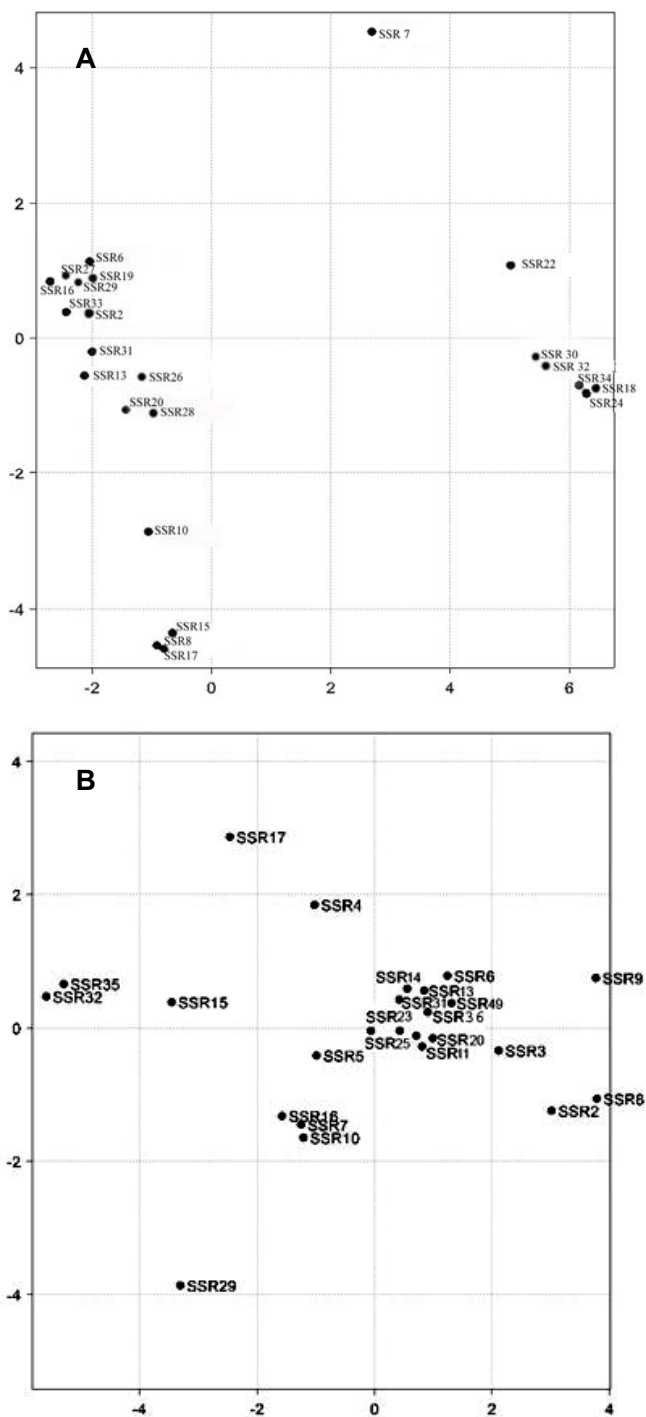 A
SSR 7
4
2
SSR6
SSR22
SSR27
SSR19
SSR29
SSR16
SSR33
SSR2
0
SSR31
SSR 30
SSR 32
SSR13
SSR26
SSR34
SSR18
SSR24
SSR20
SSR28
-2
SSR10
-4
SSR15
SSR8
SSR17
-2 0 2 4 6
B
4
SSR17
2
SSR4
SSR14
SSR6
SSR9
SSR35
SSR13
SSR32
SSR15
SSR31
SSR49
SSR23
SSR3 6
0
SSR25
SSR20
SSR11
SSR3
SSR5
SSR8
SSR2
SSR16
SSR7
SSR10
-2
SSR29
-4
-4 -2 0 2 4